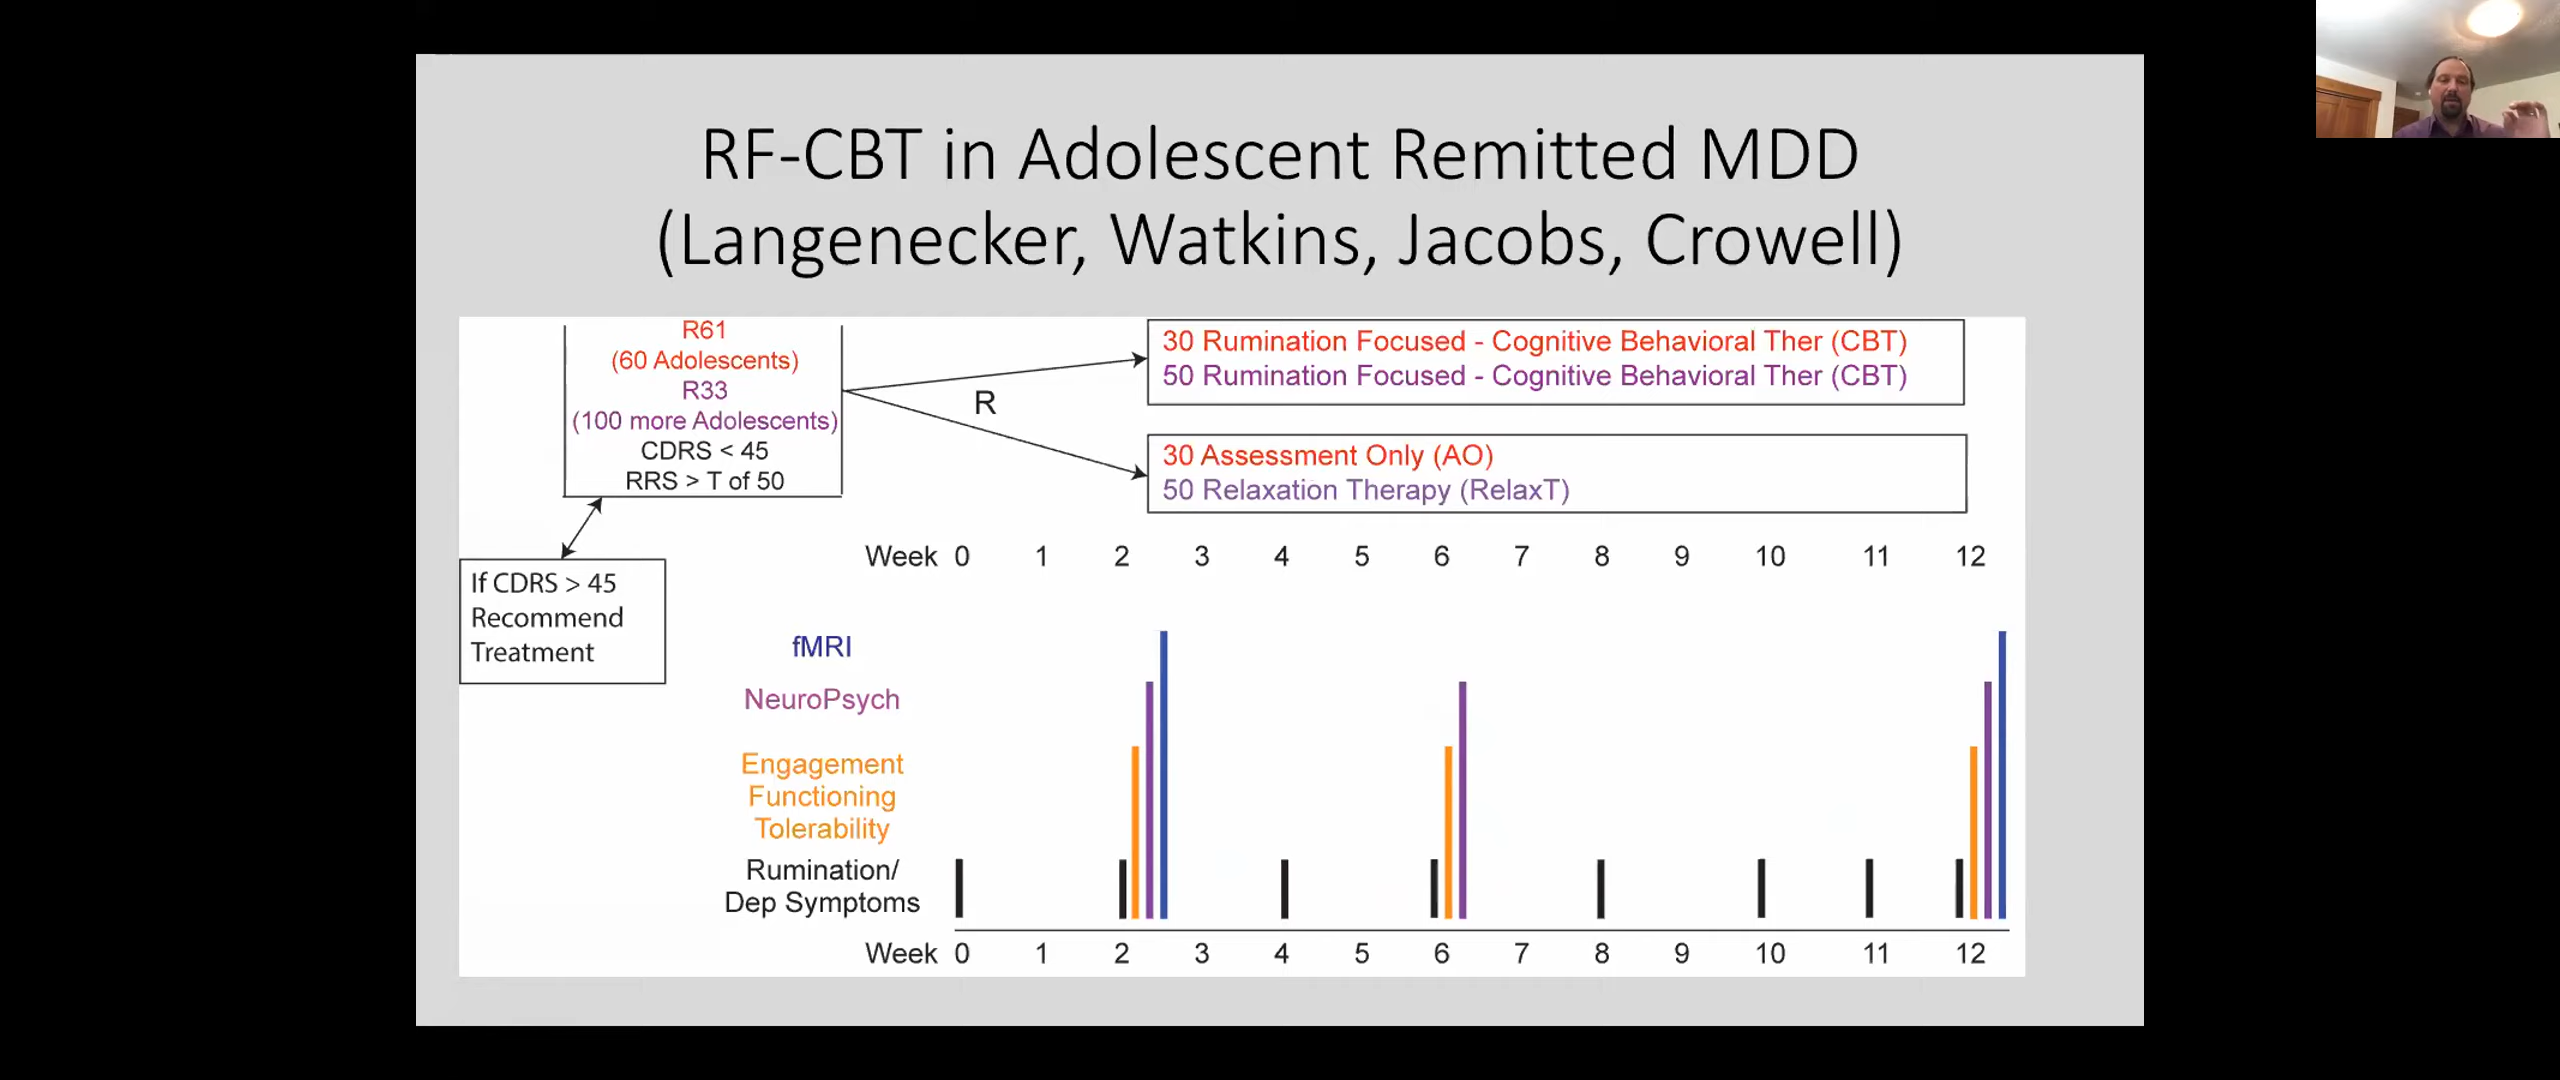 RF-CBT in Adolescent Remitted MDD
(Langenecker, Watkins, Jacobs, Crowell)
R61
(60 Adolescents)
R33
(100 more Adolescents)
CDRS < 45
RRS > T of 50
R
30 Rumination Focused - Cognitive Behavioral Ther (CBT)
50 Rumination Focused - Cognitive Behavioral Ther (CBT)
30 Assessment Only (AO)
50 Relaxation Therapy (RelaxT)
If CDRS > 45
Recommend
Treatment
Week 0 1 2 3 4 5 6 7 8 9 10 11 12
fMRI
NeuroPsych
Engagement
Functioning
Tolerability
Rumination/
Dep Symptoms
Week 0 1 2 3 4 5 6 7 8 9 10 11 12